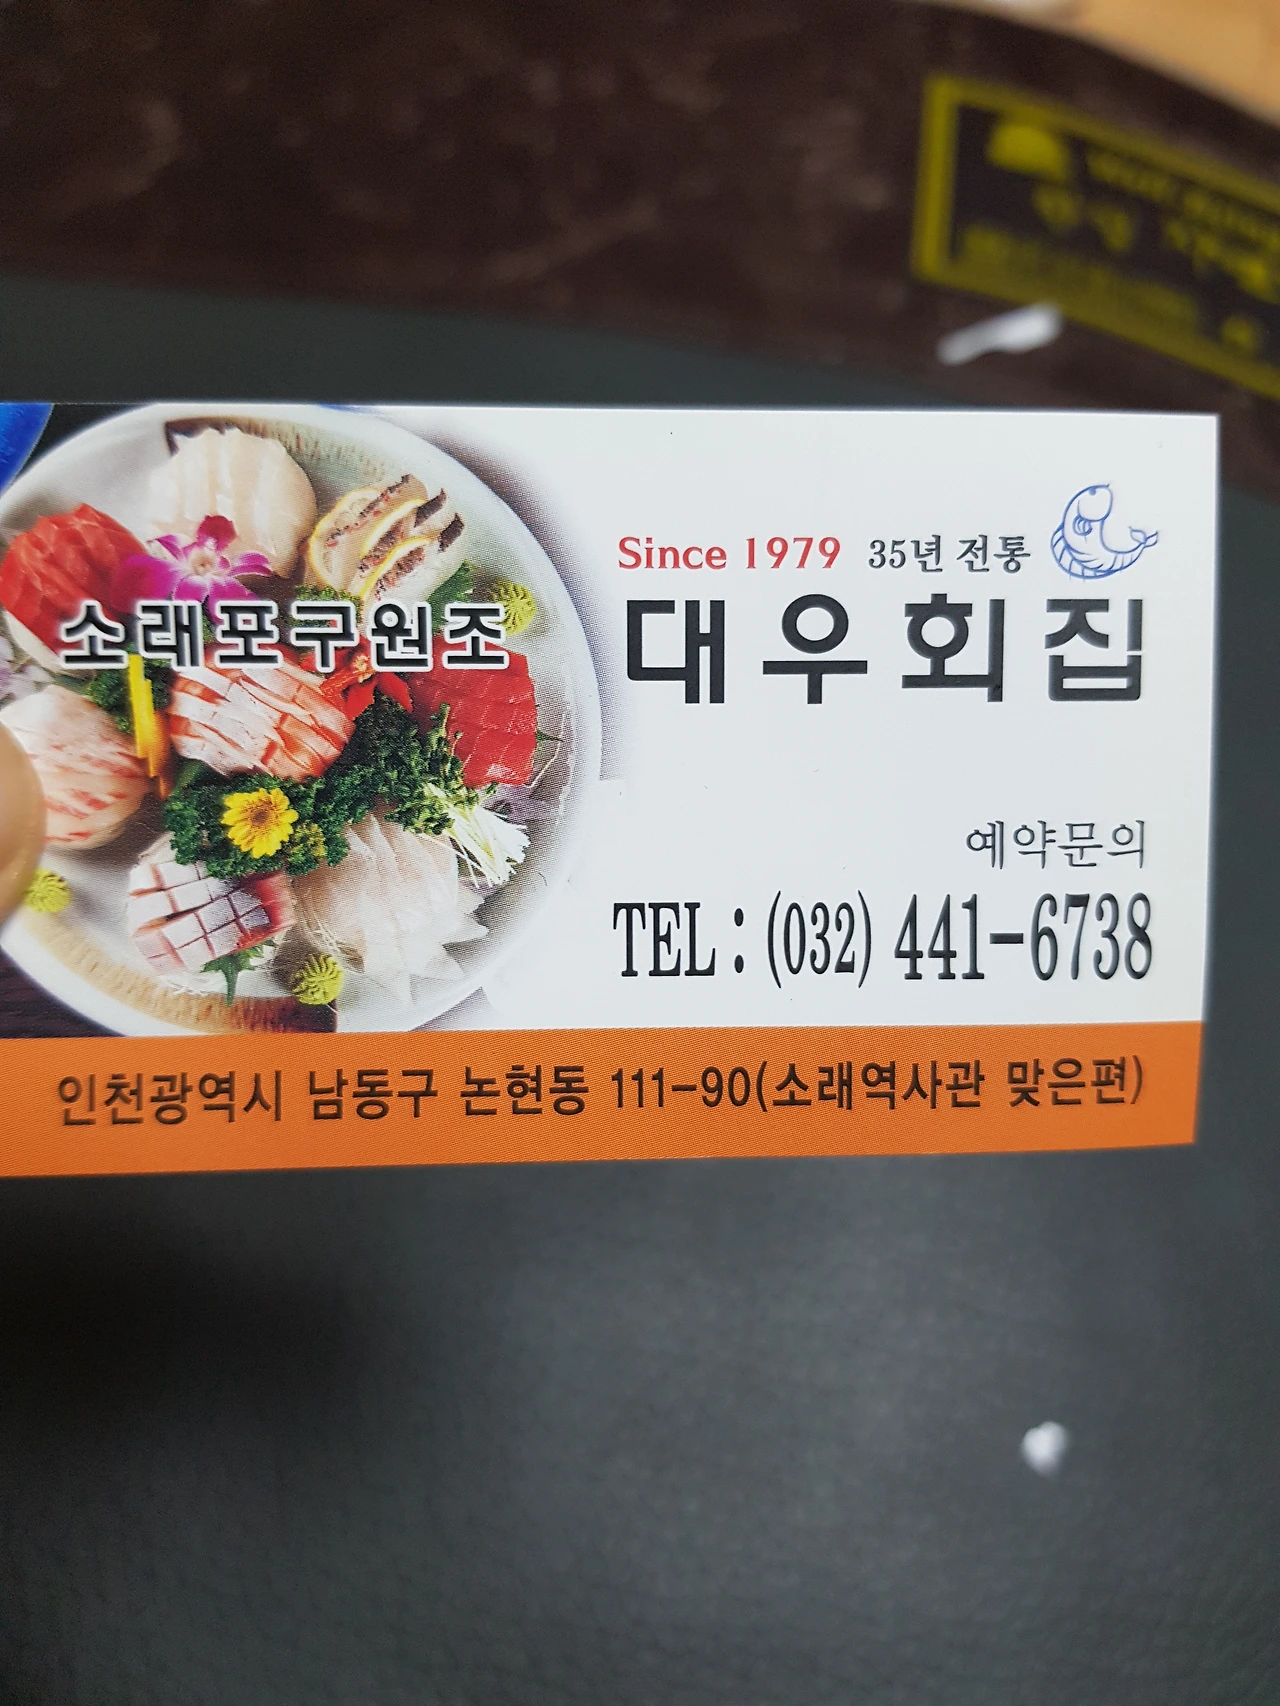 Since 1979 35년 전통
소래포구원조 대우횟집
예약문의
TEL : (032) 441-6738
인천광역시 남동구 논현동 111-90(소래역사관 맞은편)